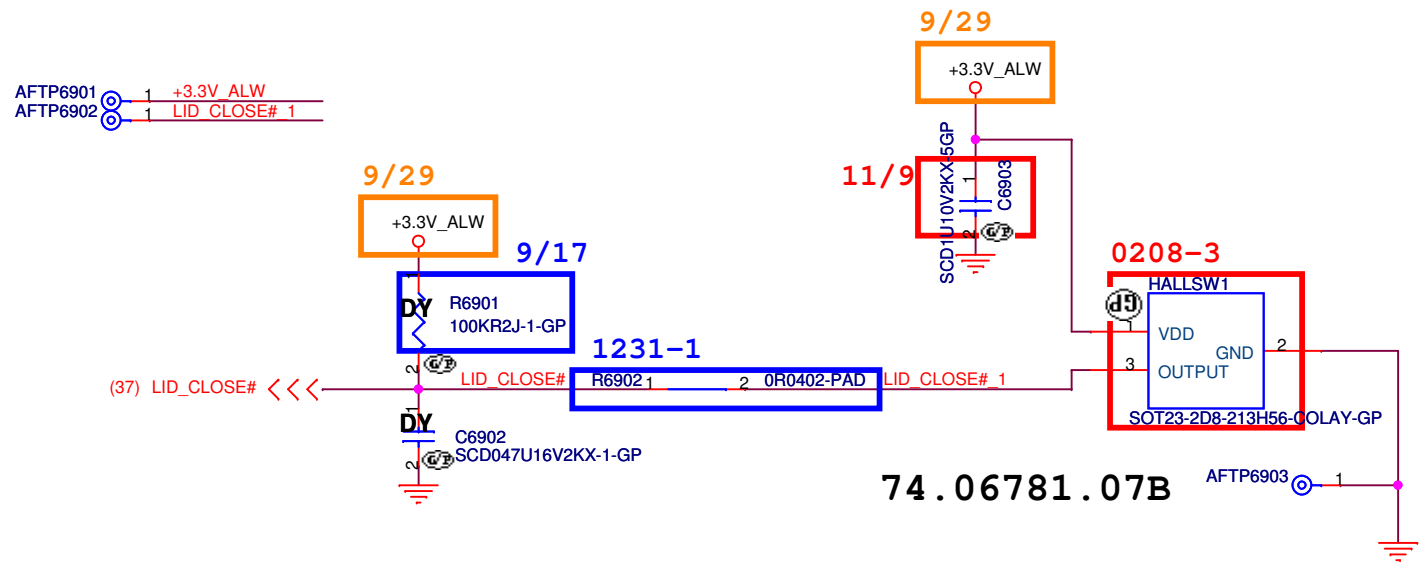 9/29
+3.3V_ALW
AFTP6901 1 +3.3V_ALW
AFTP6902 1 LID_CLOSE#_1
11/9
1
2
SCD1U10V2KX-5GP
C6903
G/P
9/29
+3.3V_ALW
9/17
1
DY
R6901
100KR2J-1-GP
2
G/P
0208-3
HALLSW1
GP
1 VDD
GND 2
3 OUTPUT
SOT23-2D8-213H56-COLAY-GP
1231-1
(37) LID_CLOSE#
LID_CLOSE# R6902 1 2 0R0402-PAD LID_CLOSE#_1
1
DY
C6902
SCD047U16V2KX-1-GP
2
G/P
74.06781.07B
AFTP6903 1